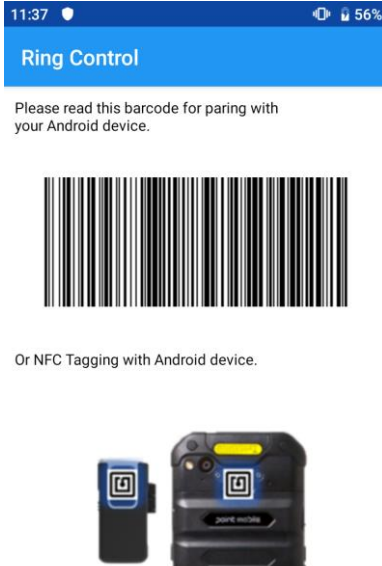 11:37 56%
Ring Control
Please read this barcode for paring with
your Android device.
Or NFC Tagging with Android device.
point mobile